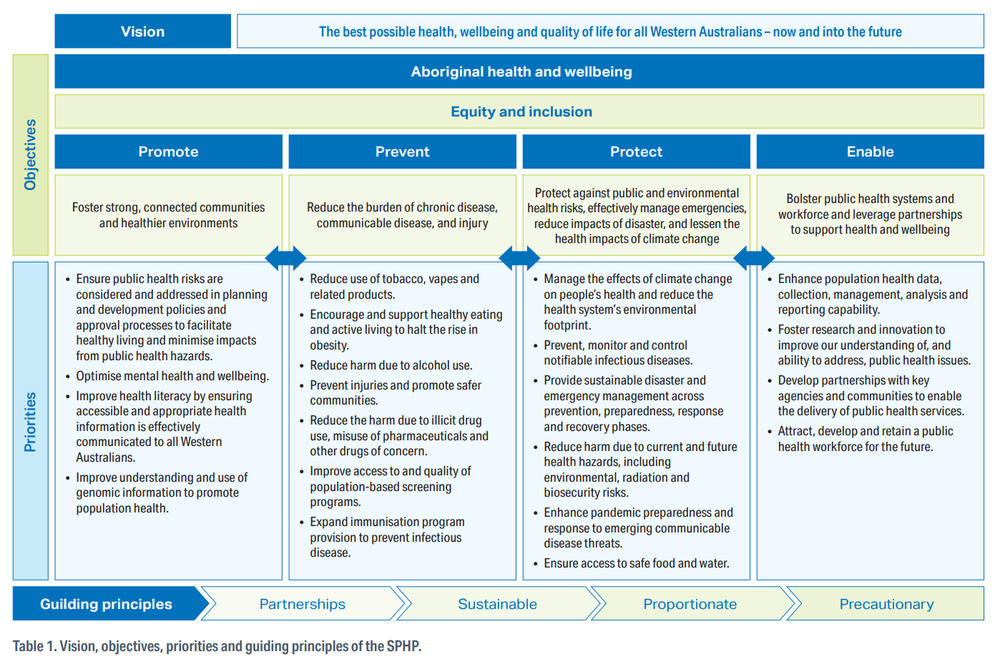 Vision
The best possible health, wellbeing and quality of life for all Western Australians – now and into the future
Objectives
Aboriginal health and wellbeing
Equity and inclusion
Promote
Prevent
Protect
Enable
Foster strong, connected communities
and healthier environments
Reduce the burden of chronic disease,
communicable disease, and injury
Protect against public and environmental
health risks, effectively manage emergencies,
reduce impacts of disaster, and lessen the
health impacts of climate change
Bolster public health systems and
workforce and leverage partnerships
to support health and wellbeing
Priorities
• Ensure public health risks are
considered and addressed in planning
and development policies and
approval processes to facilitate
healthy living and minimise impacts
from public health hazards.
• Optimise mental health and wellbeing.
• Improve health literacy by ensuring
accessible and appropriate health
information is effectively
communicated to all Western
Australians.
• Improve understanding and use of
genomic information to promote
population health.
• Reduce use of tobacco, vapes and
related products.
• Encourage and support healthy eating
and active living to halt the rise in
obesity.
• Reduce harm due to alcohol use.
• Prevent injuries and promote safer
communities.
• Reduce the harm due to illicit drug
use, misuse of pharmaceuticals and
other drugs of concern.
• Improve access to and quality of
population-based screening
programs.
• Expand immunisation program
provision to prevent infectious
disease.
• Manage the effects of climate change
on people's health and reduce the
health system's environmental
footprint.
• Prevent, monitor and control
notifiable infectious diseases.
• Provide sustainable disaster and
emergency management across
prevention, preparedness, response
and recovery phases.
• Reduce harm due to current and future
health hazards, including
environmental, radiation and
biosecurity risks.
• Enhance pandemic preparedness and
response to emerging communicable
disease threats.
• Ensure access to safe food and water.
• Enhance population health data,
collection, management, analysis and
reporting capability.
• Foster research and innovation to
improve our understanding of, and
ability to address, public health issues.
• Develop partnerships with key
agencies and communities to enable
the delivery of public health services.
• Attract, develop and retain a public
health workforce for the future.
Guilding principles
Partnerships
Sustainable
Proportionate
Precautionary
Table 1. Vision, objectives, priorities and guiding principles of the SPHP.